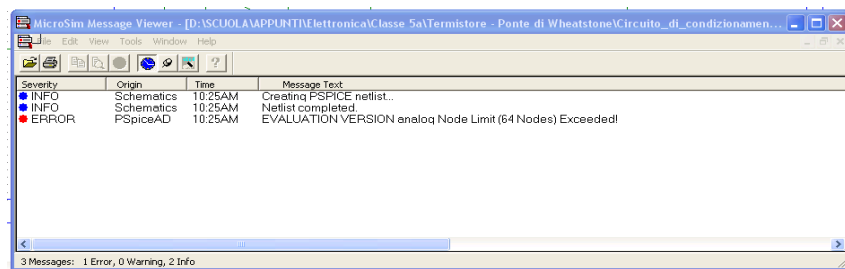 MicroSim Message Viewer - [D:\SCUOLA\APPUNTI\Elettronica\Classe 5a\Termistore - Ponte di Wheatstone\Circuito_di_condizionamen...
File Edit View Tools Window Help
Severity Origin Time Message Text
INFO Schematics 10:25AM Creating PSPICE netlist...
INFO Schematics 10:25AM Netlist completed.
ERROR PSpiceAD 10:25AM EVALUATION VERSION analog Node Limit (64 Nodes) Exceeded!
3 Messages: 1 Error, 0 Warning, 2 Info